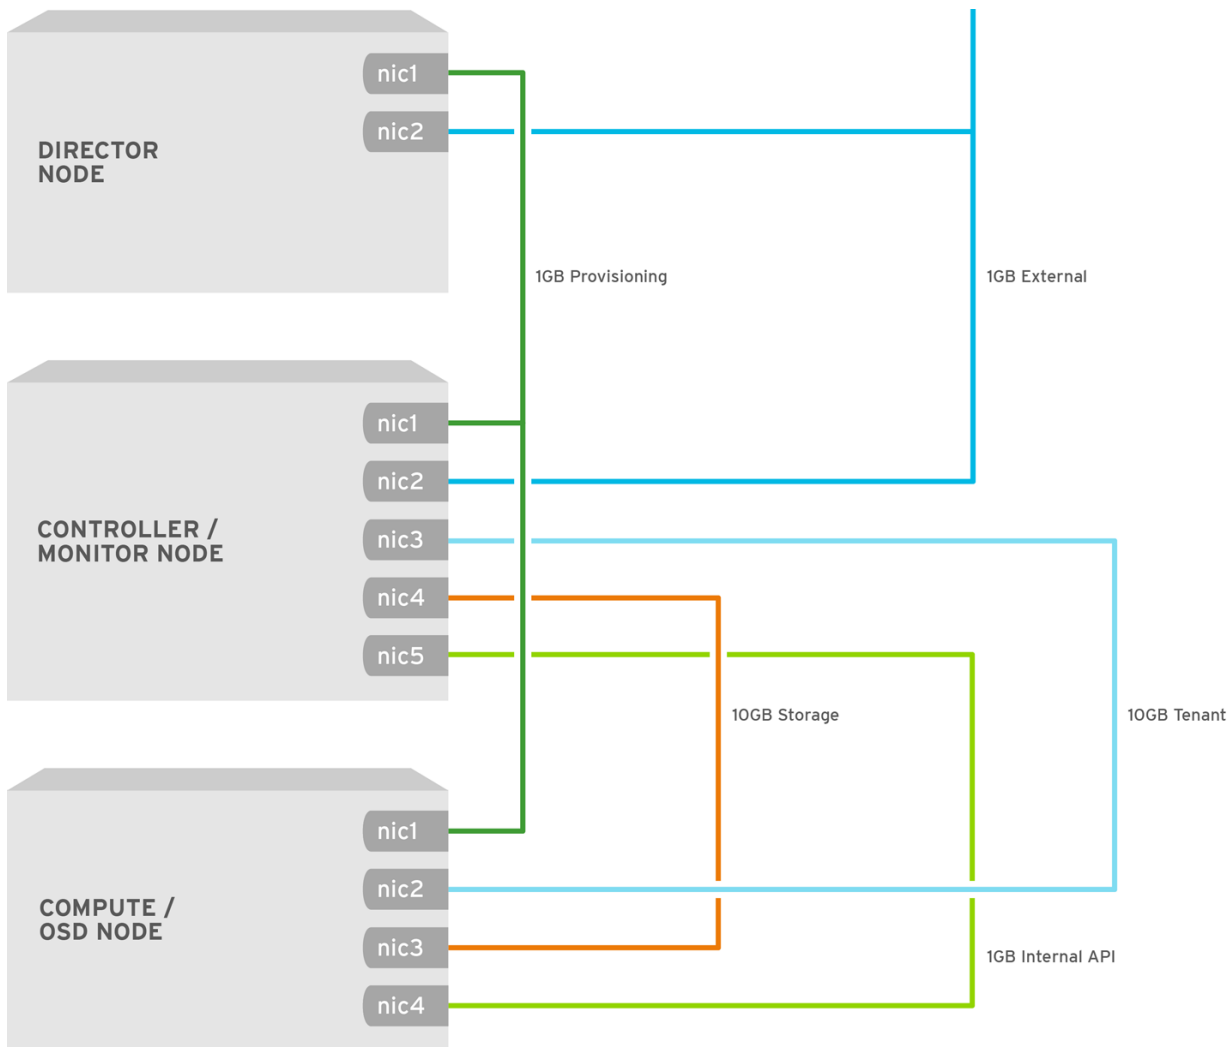 nic1
nic2
DIRECTOR
NODE
1GB Provisioning
1GB External
nic1
nic2
nic3
nic4
nic5
CONTROLLER /
MONITOR NODE
10GB Storage
10GB Tenant
nic1
nic2
nic3
nic4
COMPUTE /
OSD NODE
1GB Internal API